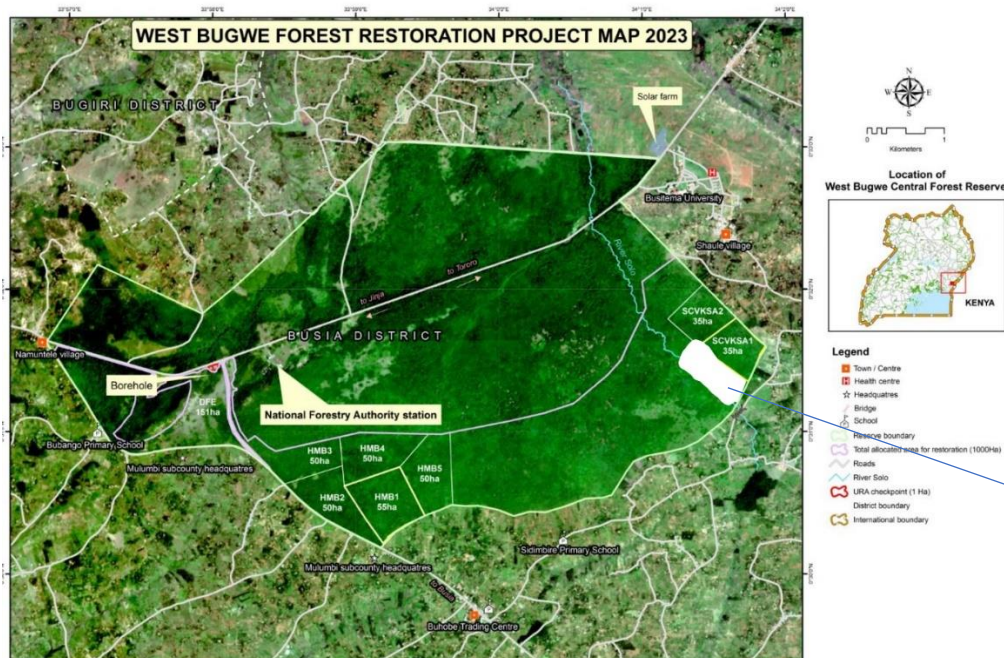 WEST BUGWE FOREST RESTORATION PROJECT MAP 2023
BUGIRI DISTRICT
Solar farm
Busitema University
Shaule village
River Solo
to Tororo
to Jinja
BUSIA DISTRICT
SCVKSA2
35ha
SCVKSA1
35ha
Namuntele village
Borehole
DFE
151ha
National Forestry Authority station
Bubango Primary School
Mulumbi subcounty headquatres
HMB3
50ha
HMB4
50ha
HMB5
50ha
HMB2
50ha
HMB1
55ha
Mulumbi subcounty headquatres
Sidimbire Primary School
to Busia
Buhobe Trading Centre
N
W E
S
0 1
Kilometers
Location of
West Bugwe Central Forest Reserve
KENYA
Legend
Town / Centre
Health centre
Headquatres
Bridge
School
Reserve boundary
Total allocated area for restoration (1000Ha)
Roads
River Solo
URA checkpoint (1 Ha)
District boundary
International boundary